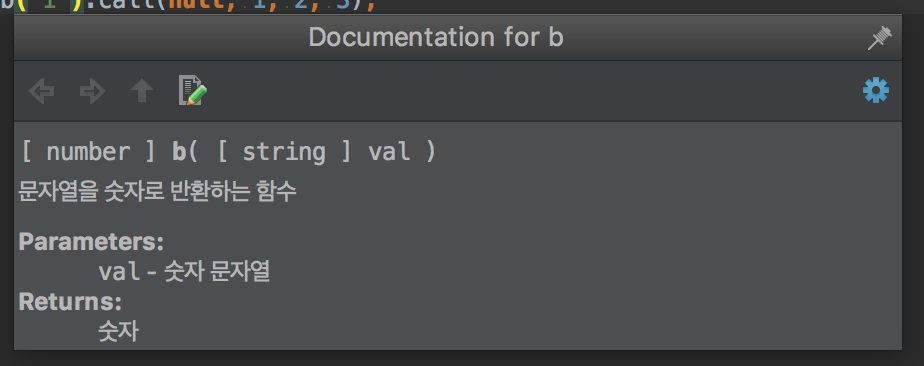 b( 1 ).call(null, 1, 2, 3);
Documentation for b
[ number ] b( [ string ] val )
문자열을 숫자로 반환하는 함수
Parameters:
val - 숫자 문자열
Returns:
숫자